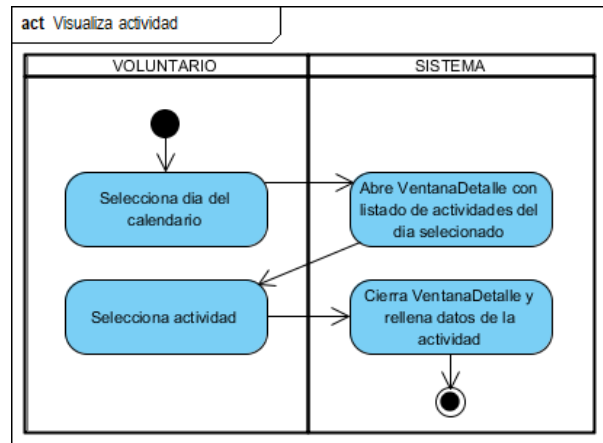 act Visualiza actividad
VOLUNTARIO
SISTEMA
Selecciona dia del
calendario
Abre VentanaDetalle con
listado de actividades del
dia selecionado
Selecciona actividad
Cierra VentanaDetalle y
rellena datos de la
actividad